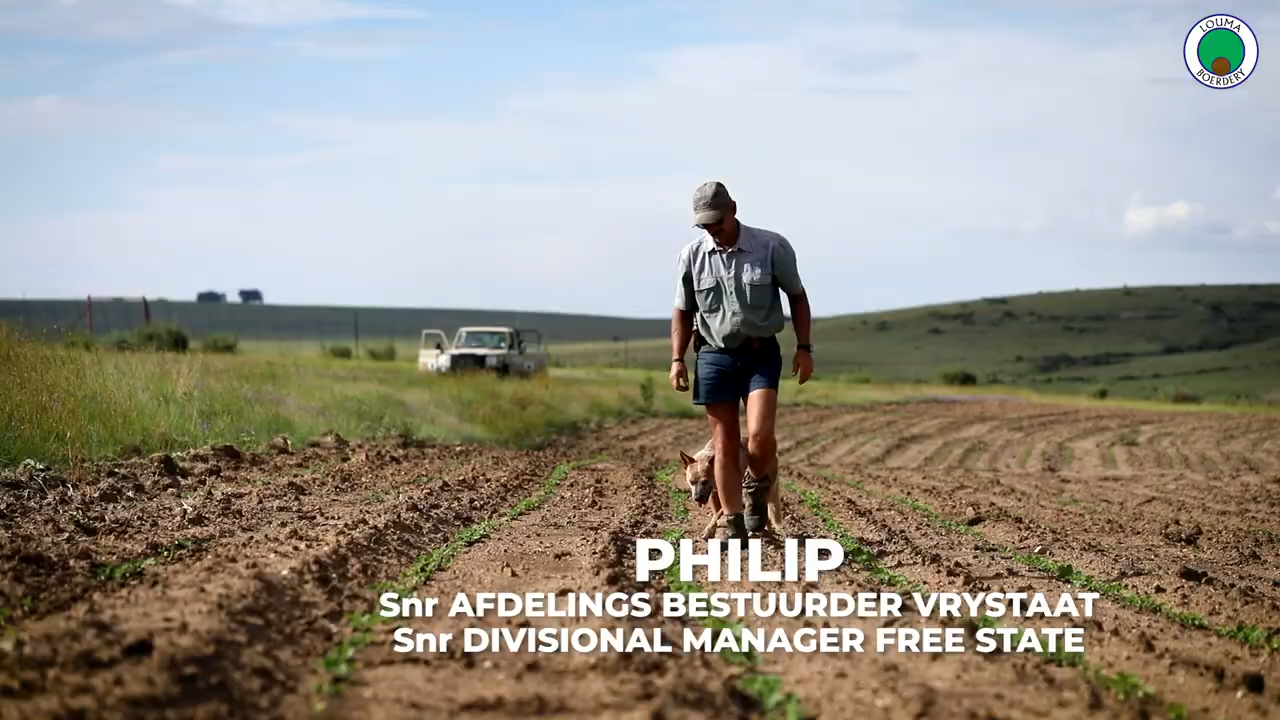 LOUMA
BOERDERY
PHILIP
Snr AFDELINGS BESTUURDER VRYSTAAT
Snr DIVISIONAL MANAGER FREE STATE